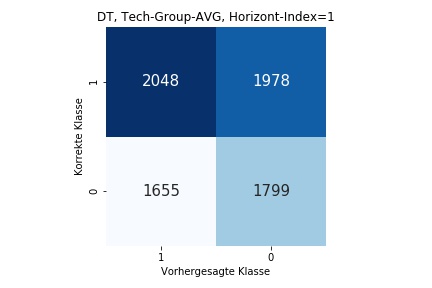 DT, Tech-Group-AVG, Horizont-Index=1
Korrekte Klasse
1
2048 1978
0
1655 1799
1 0
Vorhergesagte Klasse